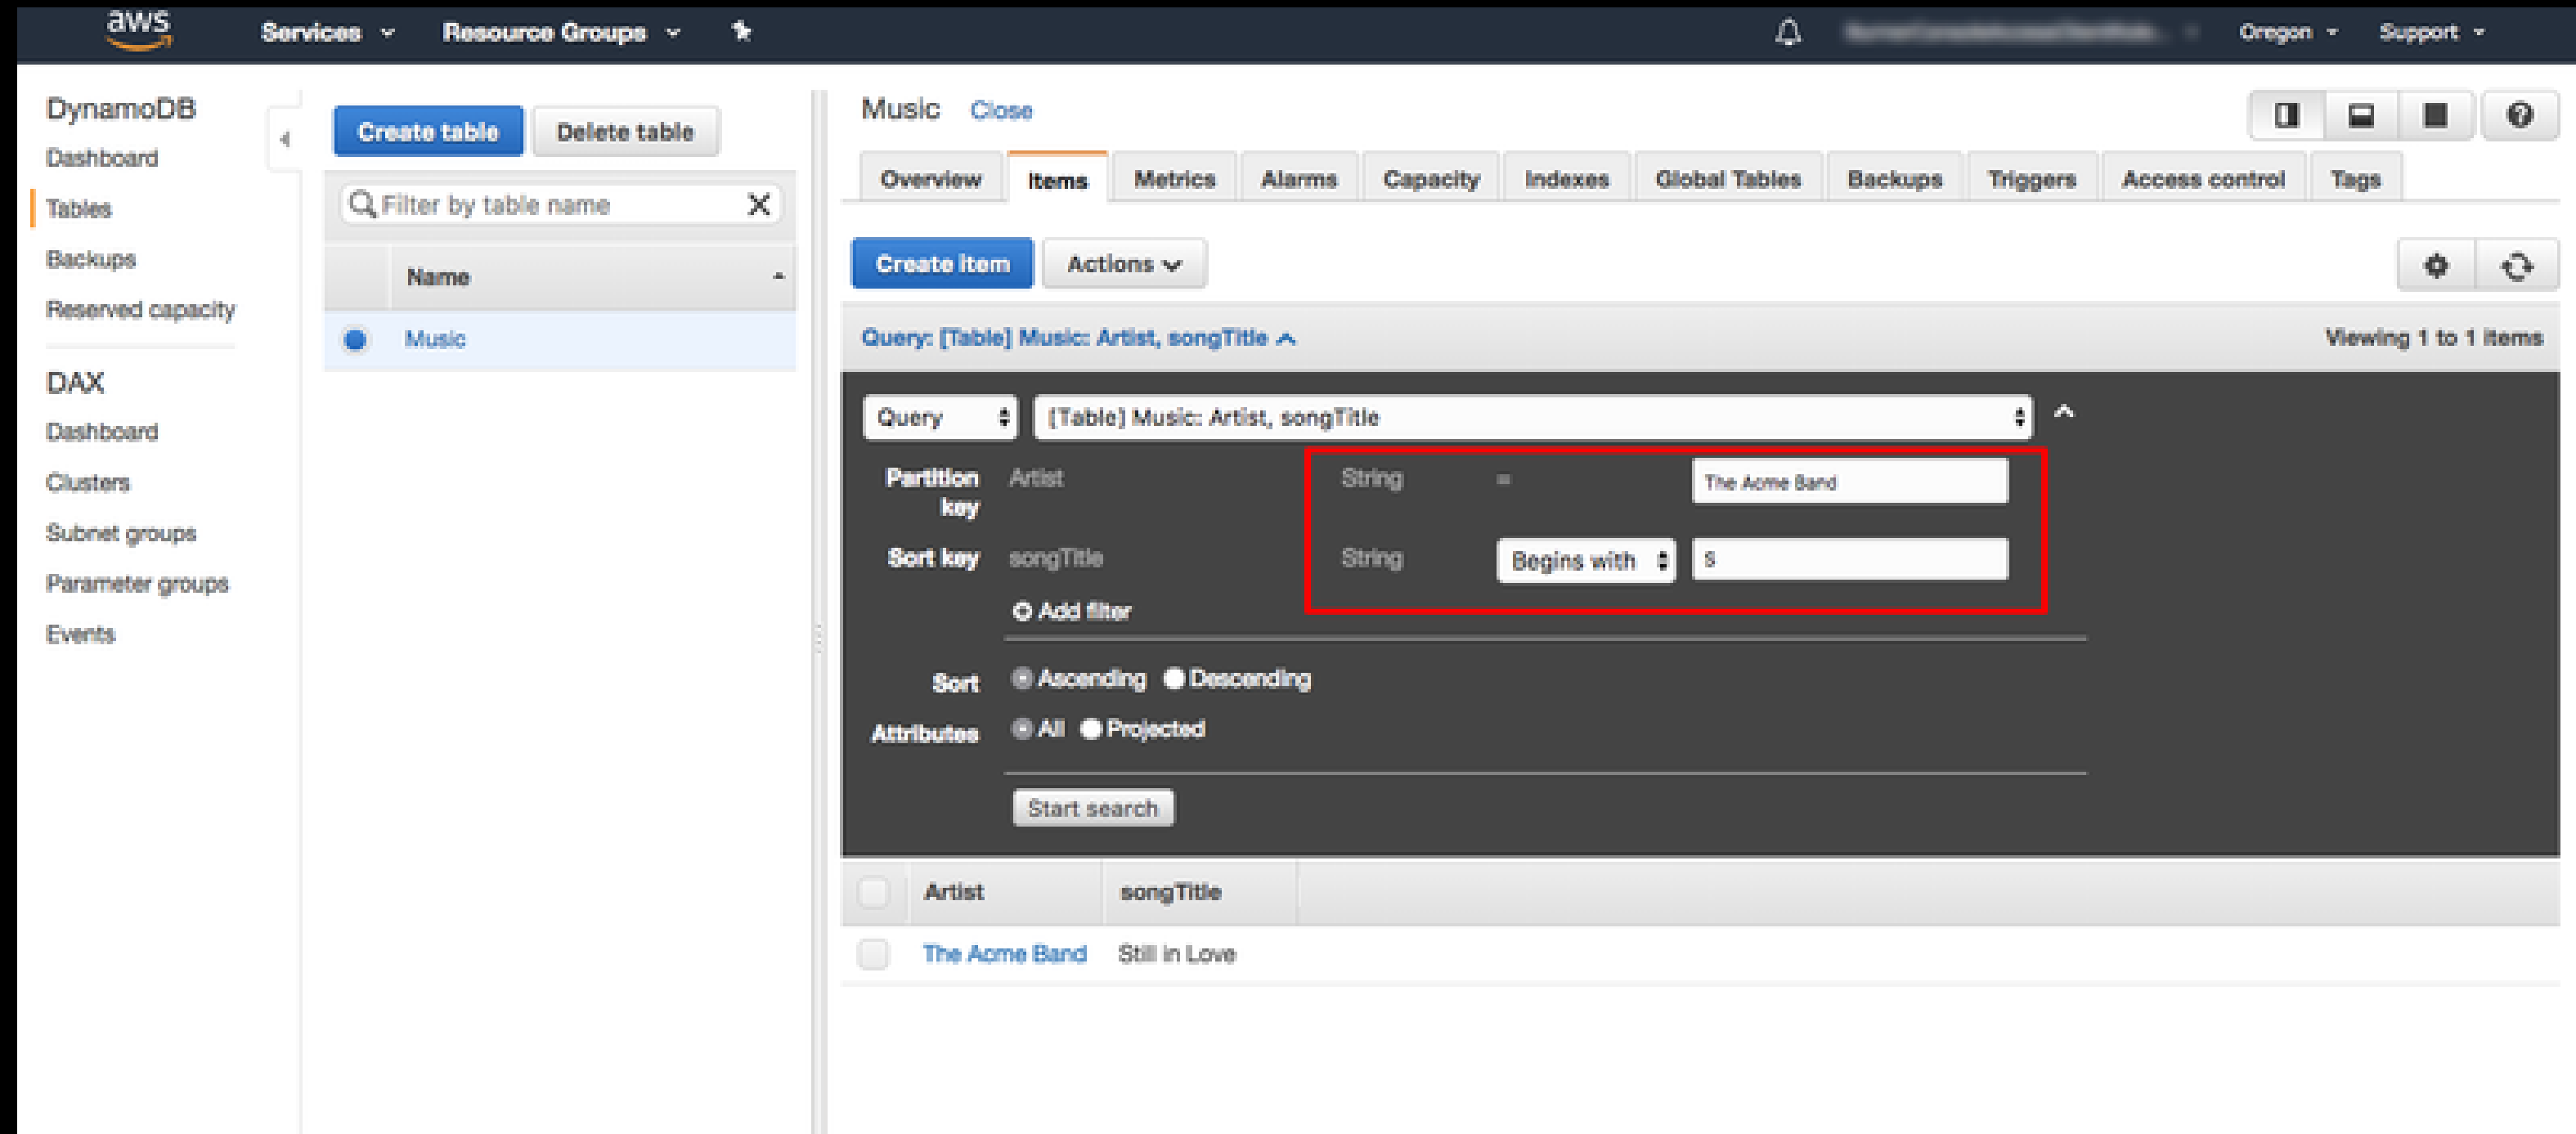 aws Services Resource Groups Oregon Support
DynamoDB
Dashboard
Tables
Backups
Reserved capacity
DAX
Dashboard
Clusters
Subnet groups
Parameter groups
Events
Create table Delete table
Filter by table name
Name
Music
Music Close
Overview Items Metrics Alarms Capacity Indexes Global Tables Backups Triggers Access control Tags
Create item Actions
Query: [Table] Music: Artist, songTitle Viewing 1 to 1 items
Query [Table] Music: Artist, songTitle
Partition key Artist String = The Acme Band
Sort key songTitle String Begins with S
Add filter
Sort Ascending Descending
Attributes All Projected
Start search
Artist songTitle
The Acme Band Still in Love